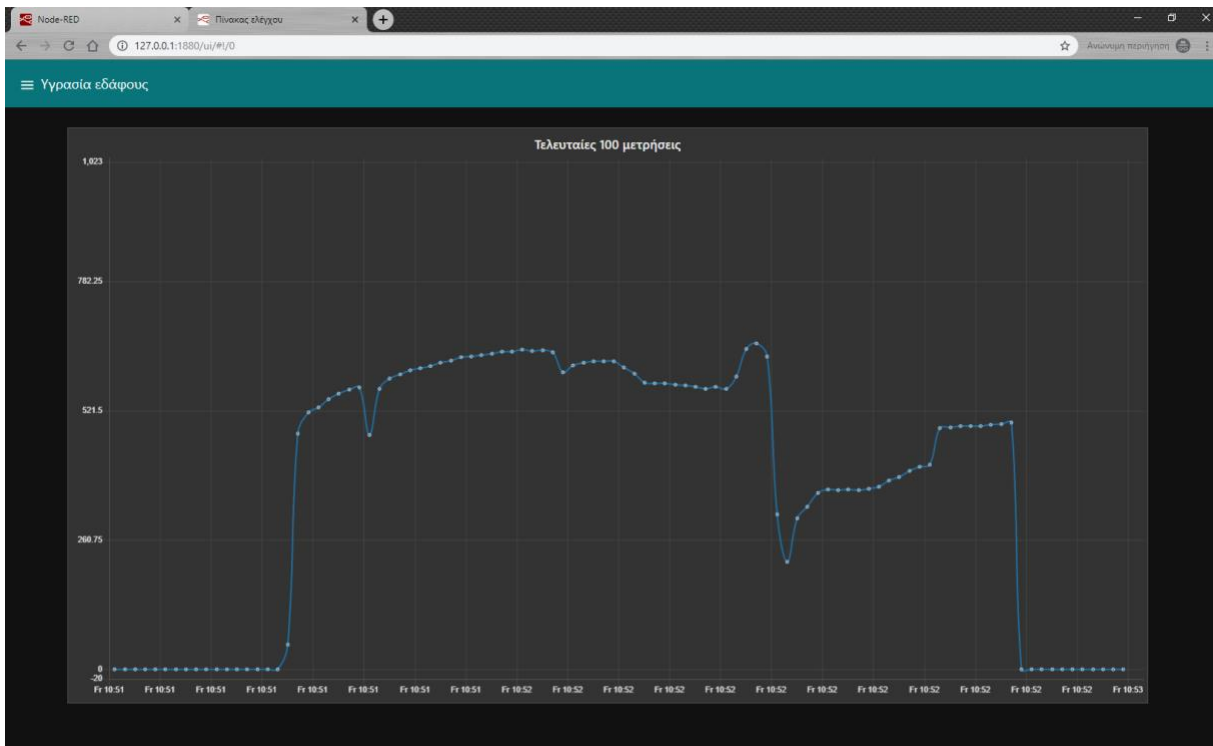 Node-RED
Πίνακας ελέγχου
127.0.0.1:1880/ui/#!/0
Ανώνυμη περιήγηση
Υγρασία εδάφους
Τελευταίες 100 μετρήσεις
1,023
782.25
521.5
260.75
0
-20
Fr 10:51 Fr 10:51 Fr 10:51 Fr 10:51 Fr 10:51 Fr 10:51 Fr 10:51 Fr 10:51 Fr 10:52 Fr 10:52 Fr 10:52 Fr 10:52 Fr 10:52 Fr 10:52 Fr 10:52 Fr 10:52 Fr 10:52 Fr 10:52 Fr 10:52 Fr 10:52 Fr 10:53